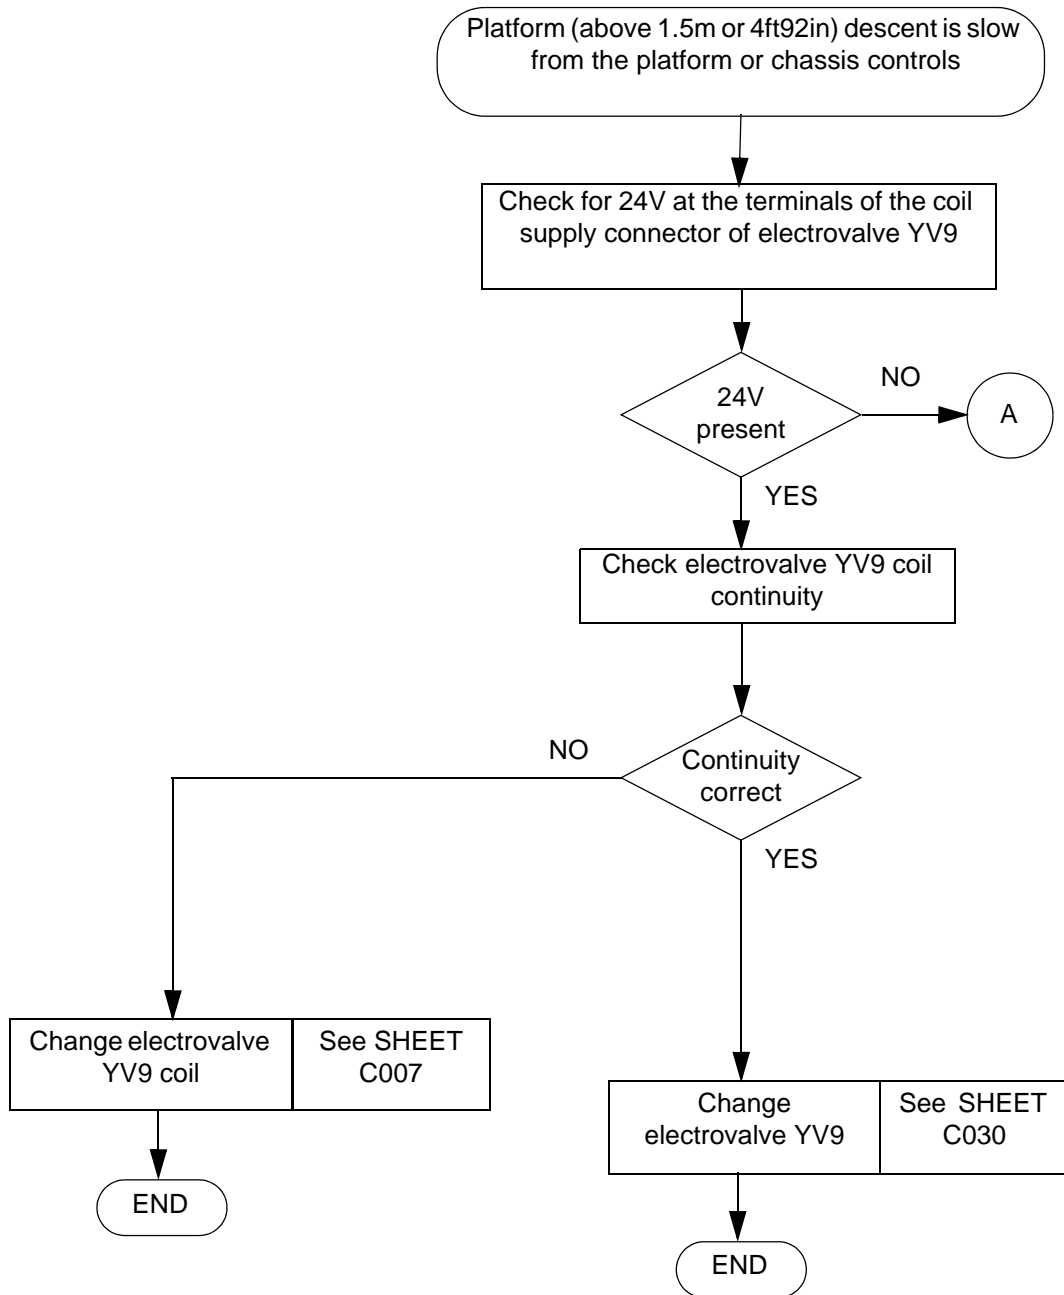 Platform (above 1.5m or 4ft92in) descent is slow
from the platform or chassis controls
Check for 24V at the terminals of the coil
supply connector of electrovalve YV9
24V
present
NO
A
YES
Check electrovalve YV9 coil
continuity
Continuity
correct
NO
YES
Change electrovalve
YV9 coil
See SHEET
C007
Change
electrovalve YV9
See SHEET
C030
END
END